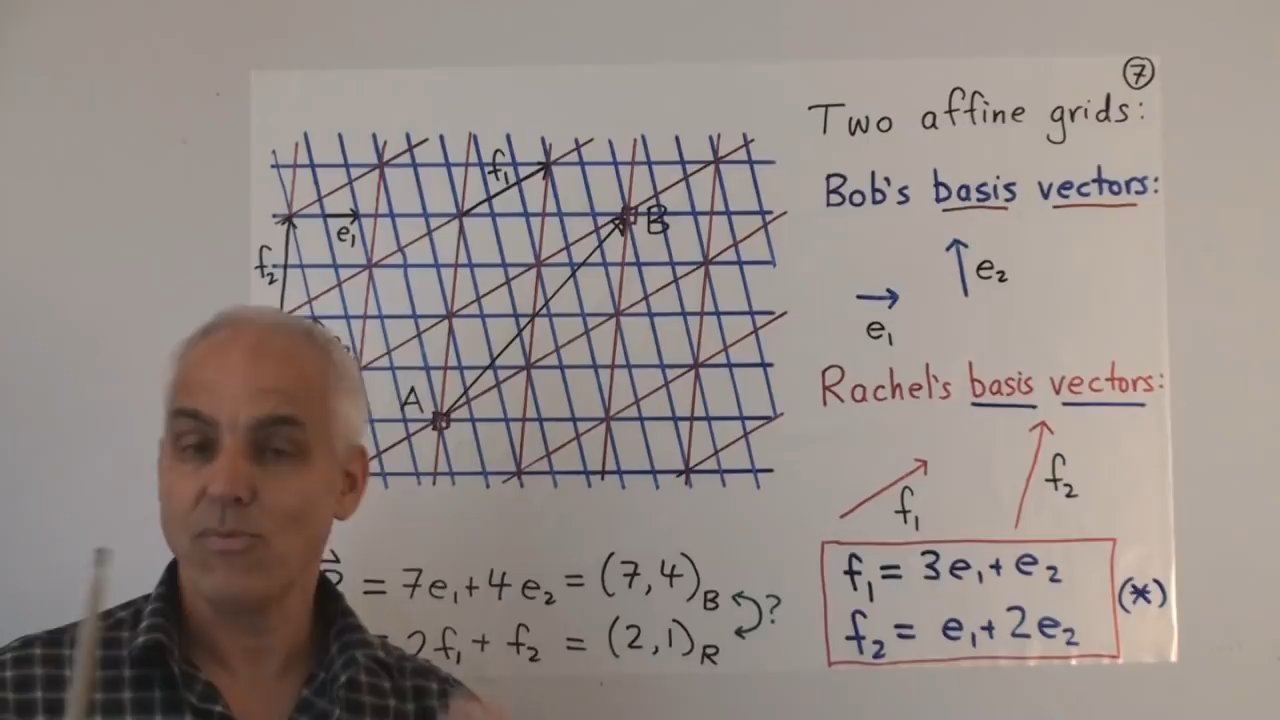 ⑦
Two affine grids:
Bob's basis vectors:
e₂
e₁
Rachel's basis vectors:
f₁
f₂
f₁ = 3e₁ + e₂
f₂ = e₁ + 2e₂
(*)
f₁
e₁
f₂
B
A
= 7e₁ + 4e₂ = (7,4)B
?
= 2f₁ + f₂ = (2,1)R